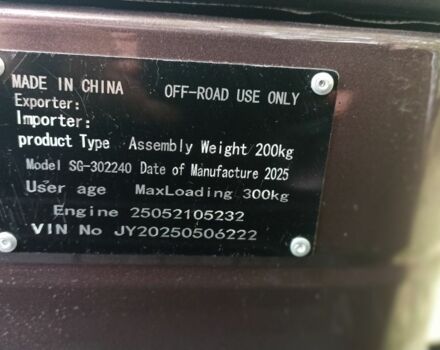 MADE IN CHINA OFF-ROAD USE ONLY
Exporter:
Importer:
product Type Assembly Weight 200kg
Model SG-302240 Date of Manufacture 2025
User age MaxLoading 300kg
Engine 25052105232
VIN No JY20250506222